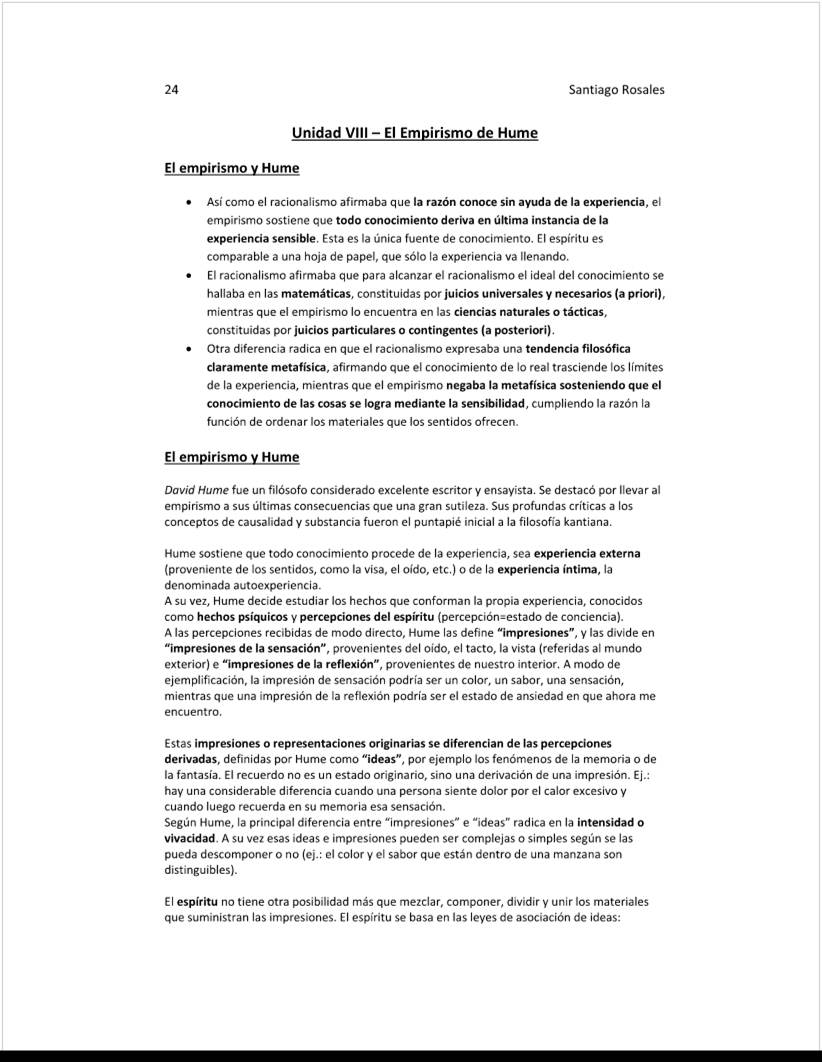 24 Santiago Rosales
Unidad VIII – El Empirismo de Hume
El empirismo y Hume
• Así como el racionalismo afirmaba que la razón conoce sin ayuda de la experiencia, el
empirismo sostiene que todo conocimiento deriva en última instancia de la
experiencia sensible. Esta es la única fuente de conocimiento. El espíritu es
comparable a una hoja de papel, que sólo la experiencia va llenando.
• El racionalismo afirmaba que para alcanzar el racionalismo el ideal del conocimiento se
hallaba en las matemáticas, constituidas por juicios universales y necesarios (a priori),
mientras que el empirismo lo encuentra en las ciencias naturales o tácticas,
constituidas por juicios particulares o contingentes (a posteriori).
• Otra diferencia radica en que el racionalismo expresaba una tendencia filosófica
claramente metafísica, afirmando que el conocimiento de lo real trasciende los límites
de la experiencia, mientras que el empirismo negaba la metafísica sosteniendo que el
conocimiento de las cosas se logra mediante la sensibilidad, cumpliendo la razón la
función de ordenar los materiales que los sentidos ofrecen.
El empirismo y Hume
David Hume fue un filósofo considerado excelente escritor y ensayista. Se destacó por llevar al
empirismo a sus últimas consecuencias que una gran sutileza. Sus profundas críticas a los
conceptos de causalidad y substancia fueron el puntapié inicial a la filosofía kantiana.
Hume sostiene que todo conocimiento procede de la experiencia, sea experiencia externa
(proveniente de los sentidos, como la visa, el oído, etc.) o de la experiencia íntima, la
denominada autoexperiencia.
A su vez, Hume decide estudiar los hechos que conforman la propia experiencia, conocidos
como hechos psíquicos y percepciones del espíritu (percepción=estado de conciencia).
A las percepciones recibidas de modo directo, Hume las define “impresiones”, y las divide en
“impresiones de la sensación”, provenientes del oído, el tacto, la vista (referidas al mundo
exterior) e “impresiones de la reflexión”, provenientes de nuestro interior. A modo de
ejemplificación, la impresión de sensación podría ser un color, un sabor, una sensación,
mientras que una impresión de la reflexión podría ser el estado de ansiedad en que ahora me
encuentro.
Estas impresiones o representaciones originarias se diferencian de las percepciones
derivadas, definidas por Hume como “ideas”, por ejemplo los fenómenos de la memoria o de
la fantasía. El recuerdo no es un estado originario, sino una derivación de una impresión. Ej.:
hay una considerable diferencia cuando una persona siente dolor por el calor excesivo y
cuando luego recuerda en su memoria esa sensación.
Según Hume, la principal diferencia entre “impresiones” e “ideas” radica en la intensidad o
vivacidad. A su vez esas ideas e impresiones pueden ser complejas o simples según se las
pueda descomponer o no (ej.: el color y el sabor que están dentro de una manzana son
distinguibles).
El espíritu no tiene otra posibilidad más que mezclar, componer, dividir y unir los materiales
que suministran las impresiones. El espíritu se basa en las leyes de asociación de ideas: